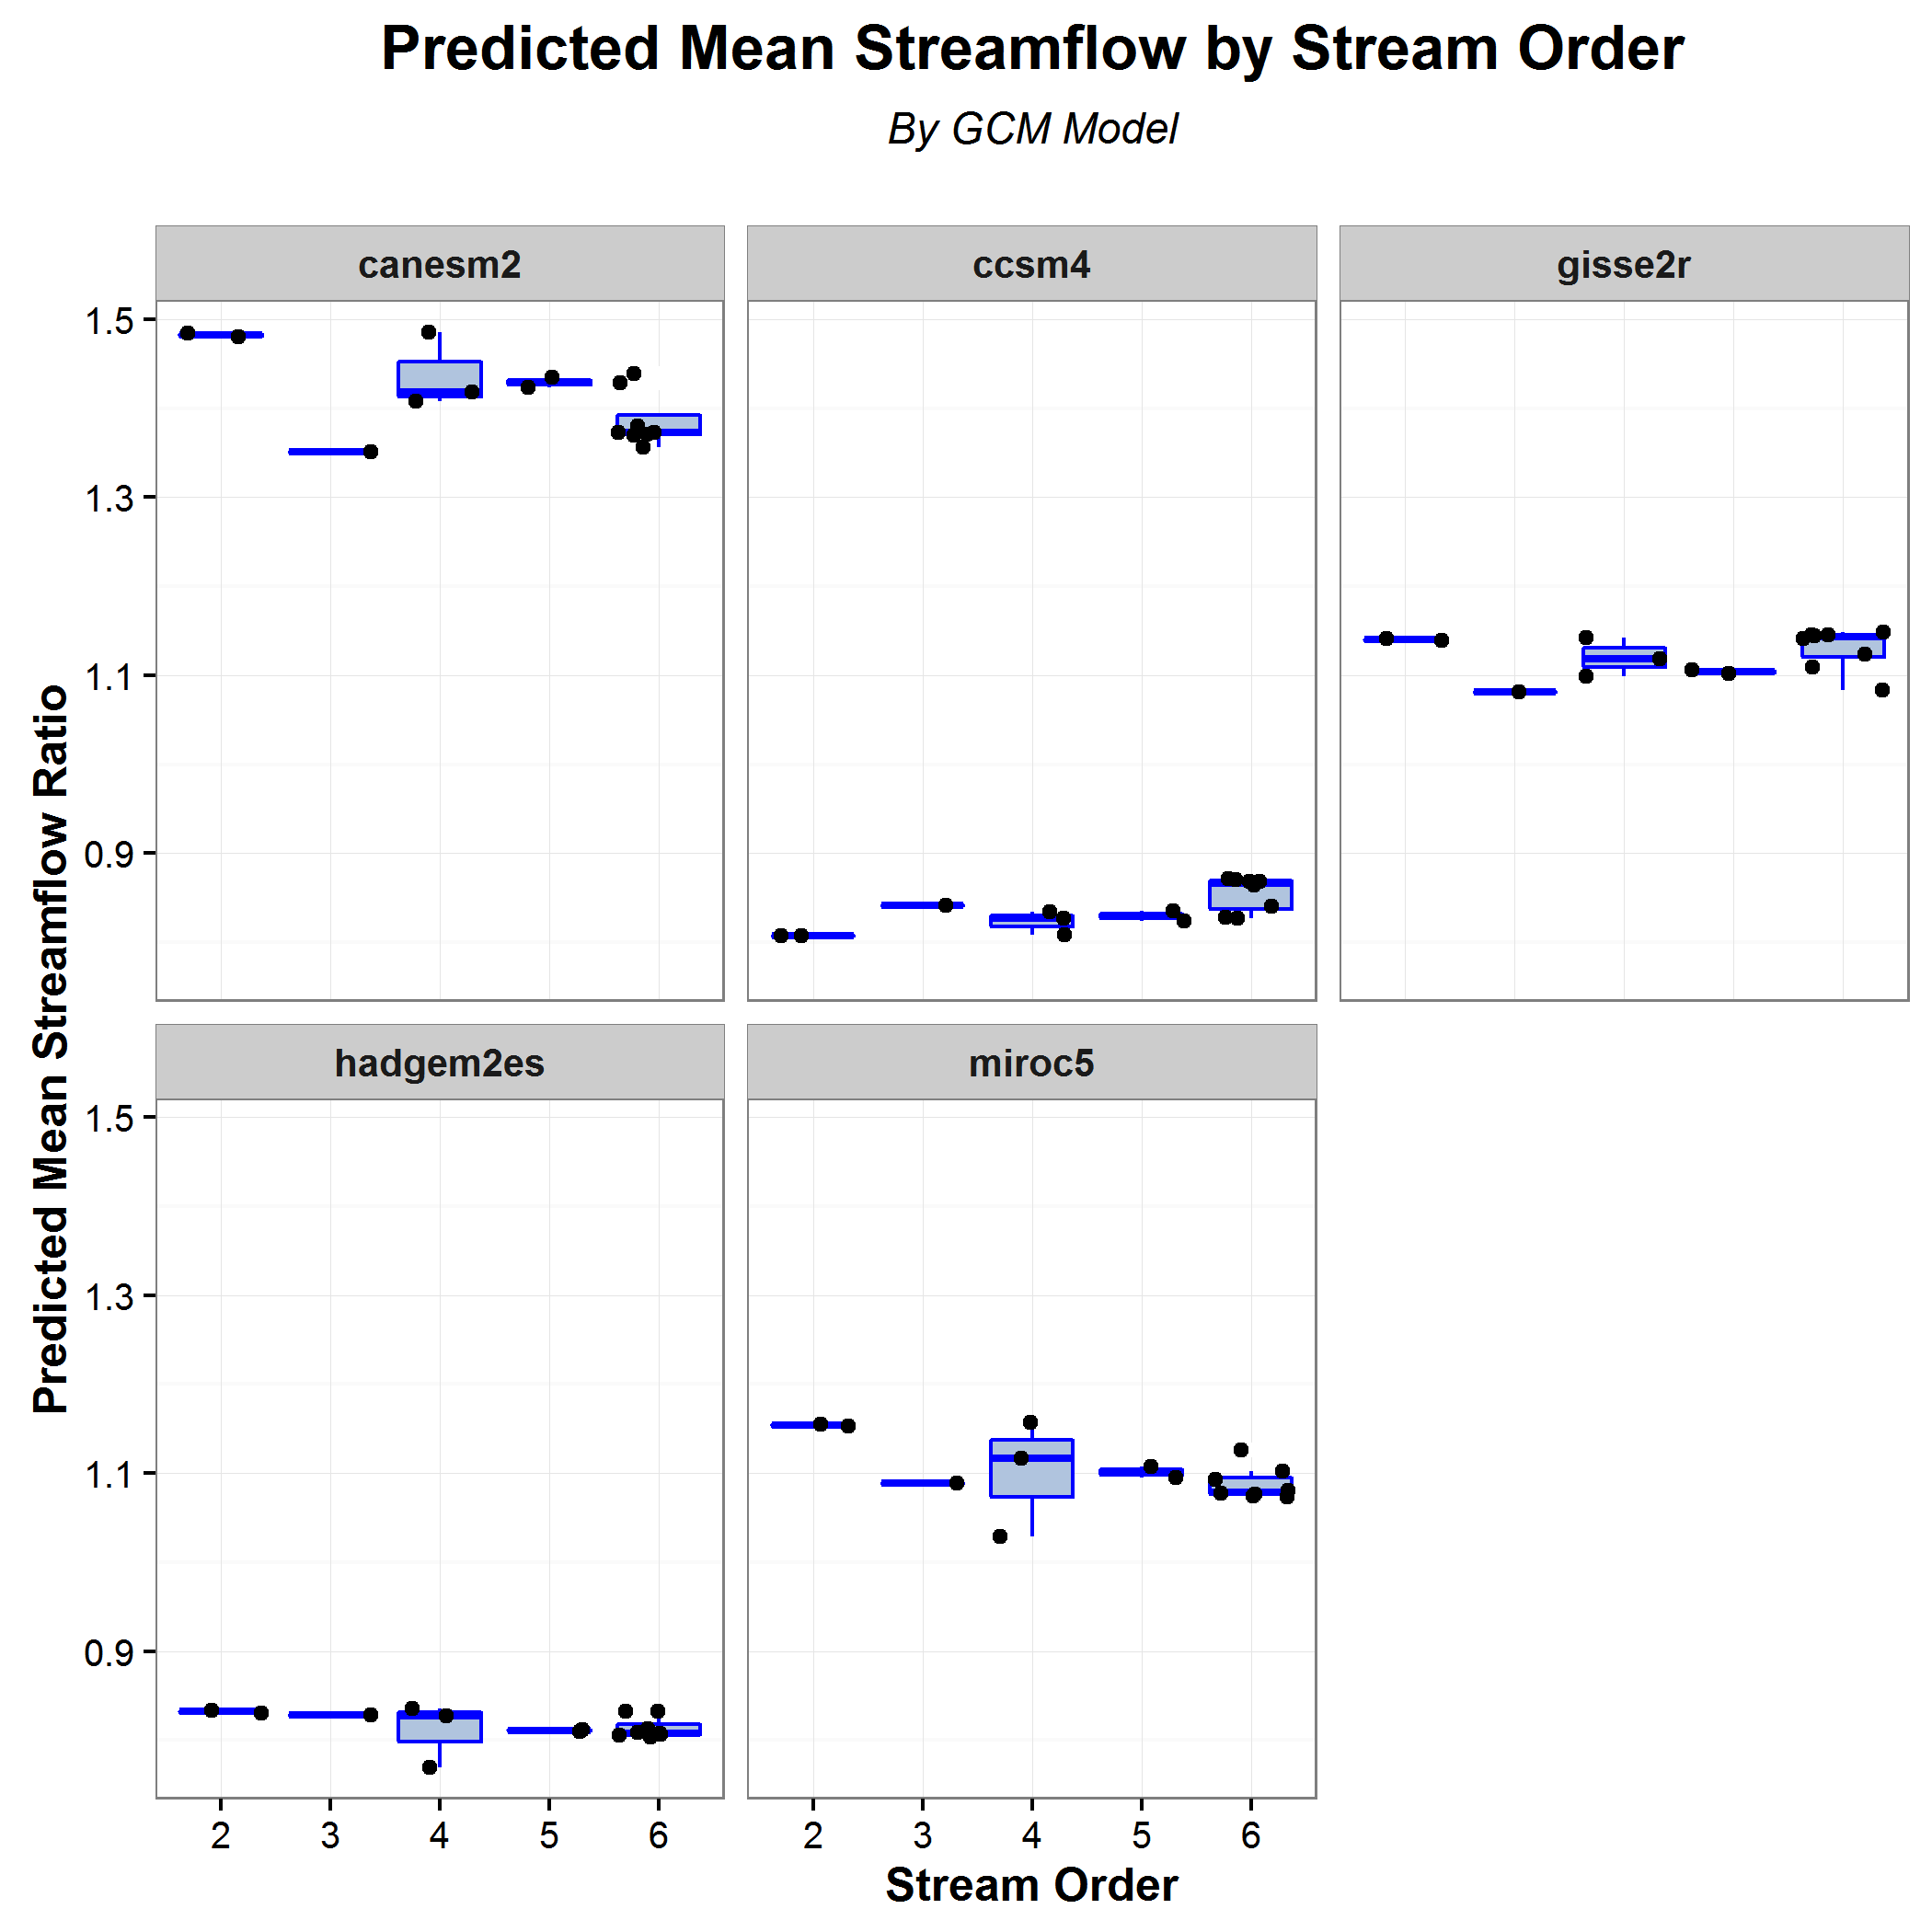 Predicted Mean Streamflow by Stream Order
By GCM Model
canesm2
ccsm4
gisse2r
1.5
1.3
1.1
0.9
hadgem2es
miroc5
1.5
1.3
1.1
0.9
2 3 4 5 6
2 3 4 5 6
Stream Order
Predicted Mean Streamflow Ratio